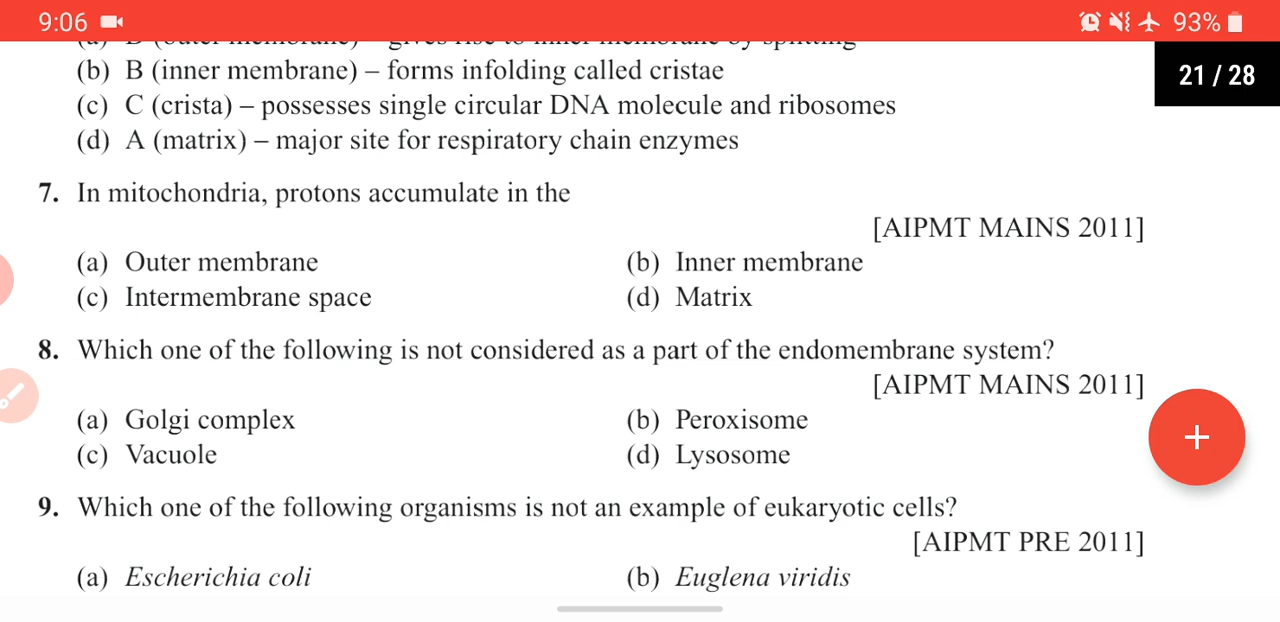 9:06 93%
21 / 28
(b) B (inner membrane) – forms infolding called cristae
(c) C (crista) – possesses single circular DNA molecule and ribosomes
(d) A (matrix) – major site for respiratory chain enzymes
7. In mitochondria, protons accumulate in the
[AIPMT MAINS 2011]
(a) Outer membrane (b) Inner membrane
(c) Intermembrane space (d) Matrix
8. Which one of the following is not considered as a part of the endomembrane system?
[AIPMT MAINS 2011]
(a) Golgi complex (b) Peroxisome
(c) Vacuole (d) Lysosome
+
9. Which one of the following organisms is not an example of eukaryotic cells?
[AIPMT PRE 2011]
(a) Escherichia coli (b) Euglena viridis